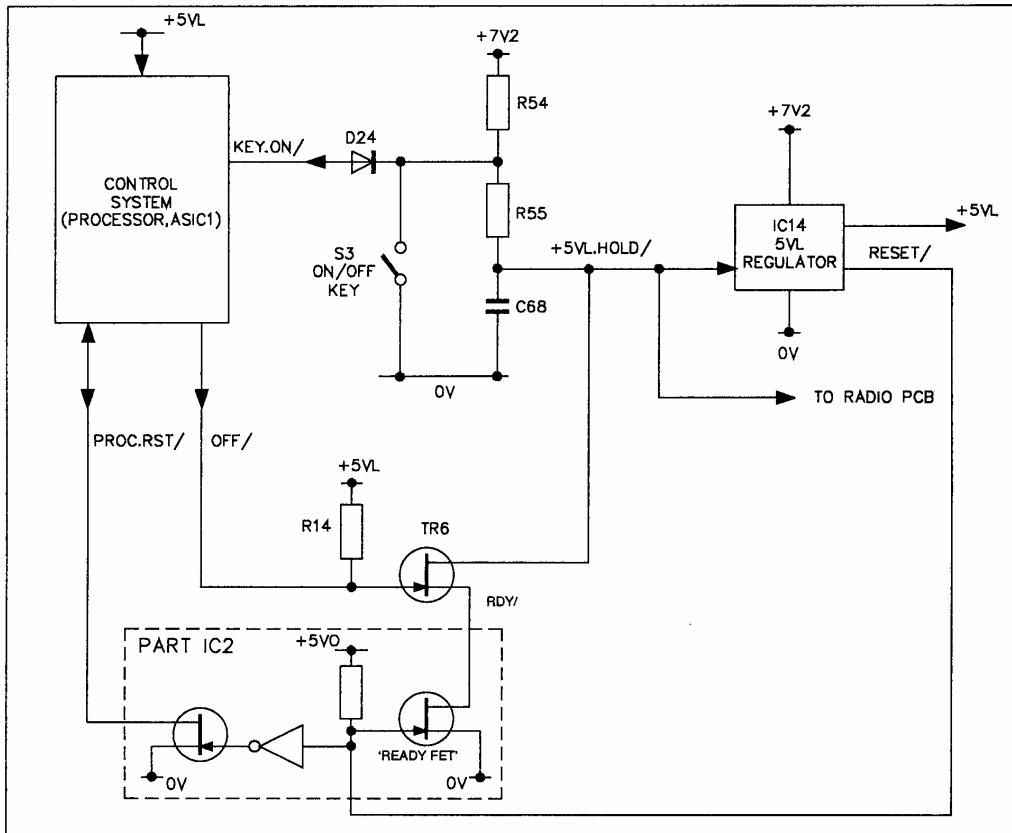 +5VL
+7V2
R54
+7V2
D24
KEY.ON/
CONTROL
SYSTEM
(PROCESSOR,ASIC1)
R55
IC14
5VL
REGULATOR
+5VL
RESET/
+5VL.HOLD/
S3
ON/OFF
KEY
C68
0V
0V
TO RADIO PCB
PROC.RST/
OFF/
+5VL
R14
TR6
RDY/
PART IC2
+5VO
'READY FET'
0V
0V